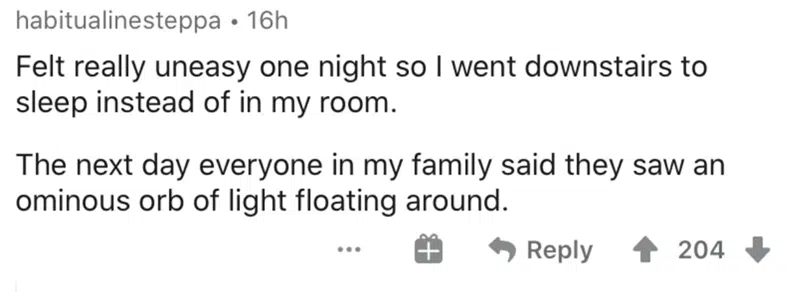 habitualinesteppa • 16h
Felt really uneasy one night so I went downstairs to
sleep instead of in my room.
The next day everyone in my family said they saw an
ominous orb of light floating around.
Reply 204